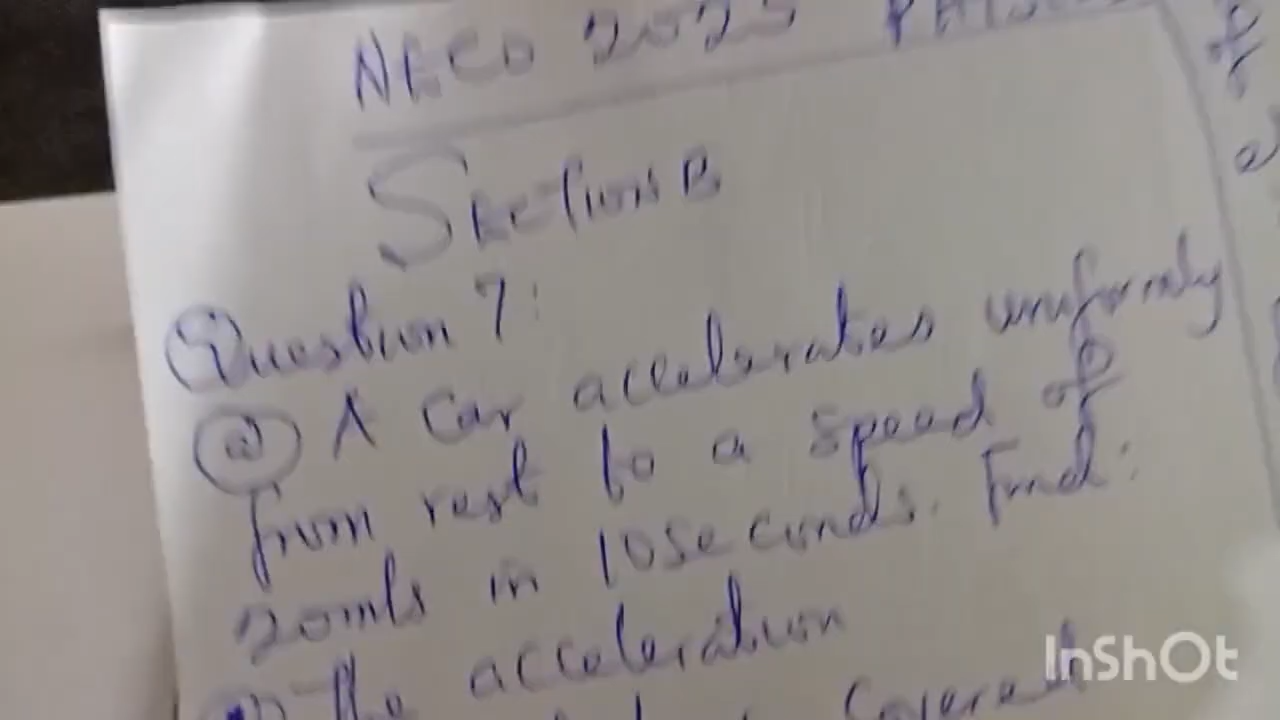 NECO 2025
Section B
Question 7:
(a) A car accelerates uniformly
from rest to a speed of
20m/s in 10seconds. Find:
The acceleration
covered
InShOt